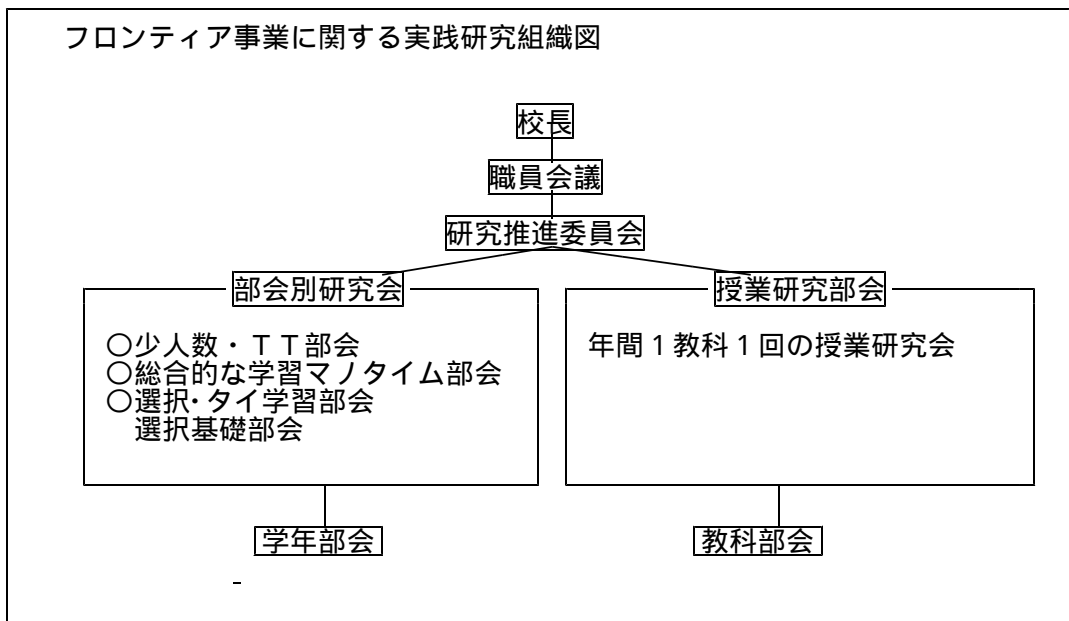 フロンティア事業に関する実践研究組織図
校長
職員会議
研究推進委員会
部会別研究会
○少人数・ＴＴ部会
○総合的な学習マノタイム部会
○選択･タイ学習部会
選択基礎部会
学年部会
授業研究部会
年間１教科１回の授業研究会
教科部会